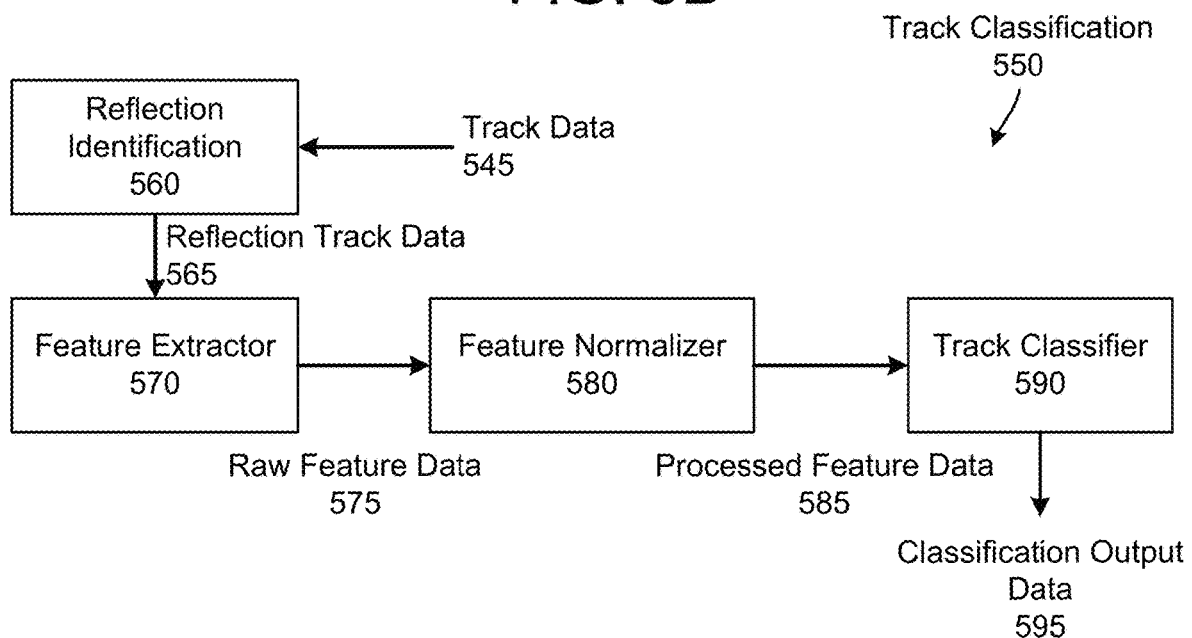 Track Classification
550
Reflection
Identification
560
Track Data
545
Reflection Track Data
565
Feature Extractor
570
Feature Normalizer
580
Track Classifier
590
Raw Feature Data
575
Processed Feature Data
585
Classification Output
Data
595